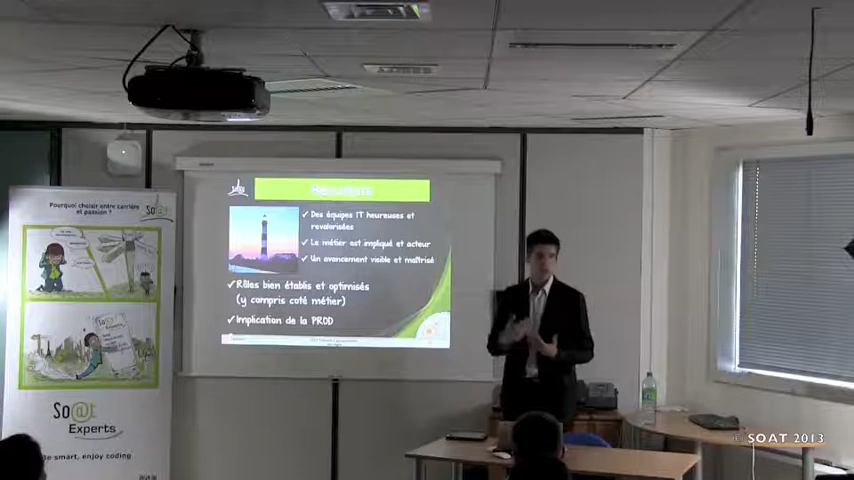 Pourquoi choisir entre carrière
et passion ?
So@t
Résultats
✓ Des équipes IT heureuses et
revalorisées
✓ Le métier est impliqué et acteur
✓ Un avancement visible et maîtrisé
✓ Rôles bien établis et optimisés
(y compris coté métier)
✓ Implication de la PROD
So@t
Experts
Be smart, enjoy coding
© SOAT 2013